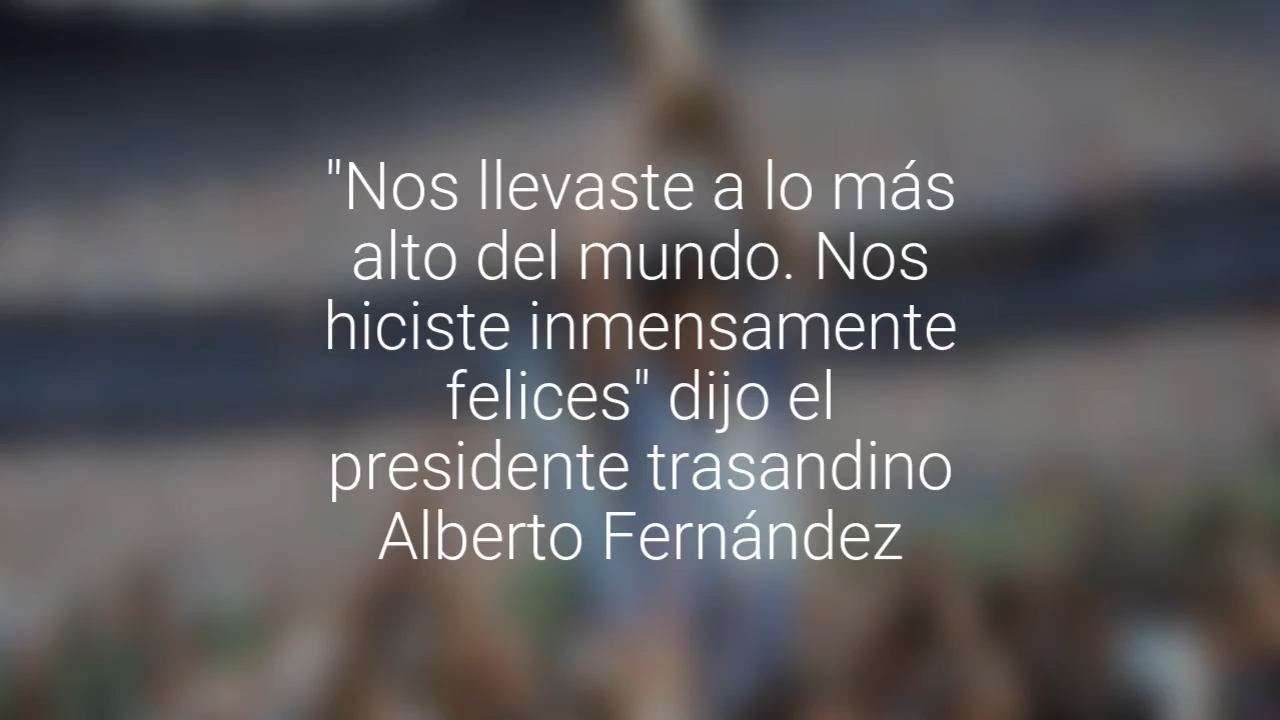 "Nos llevaste a lo más
alto del mundo. Nos
hiciste inmensamente
felices" dijo el
presidente trasandino
Alberto Fernández